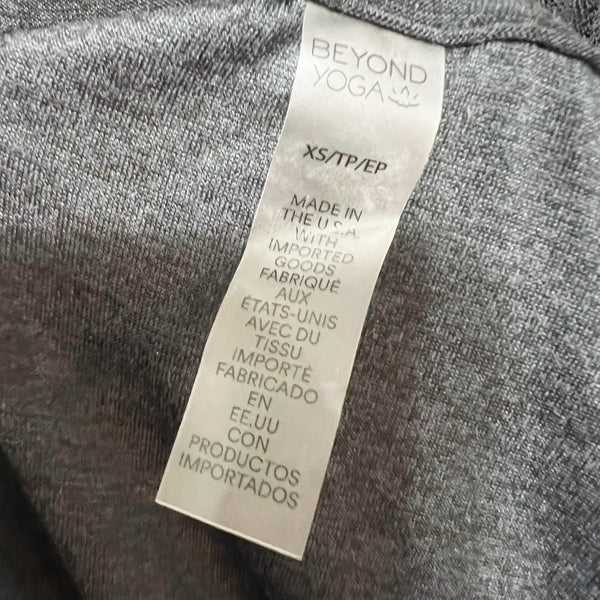 BEYOND
YOGA
XS/TP/EP
MADE IN
THE U.S.A.
WITH
IMPORTED
GOODS
FABRIQUÉ
AUX
ÉTATS-UNIS
AVEC DU
TISSU
IMPORTÉ
FABRICADO
EN
EE.UU
CON
PRODUCTOS
IMPORTADOS